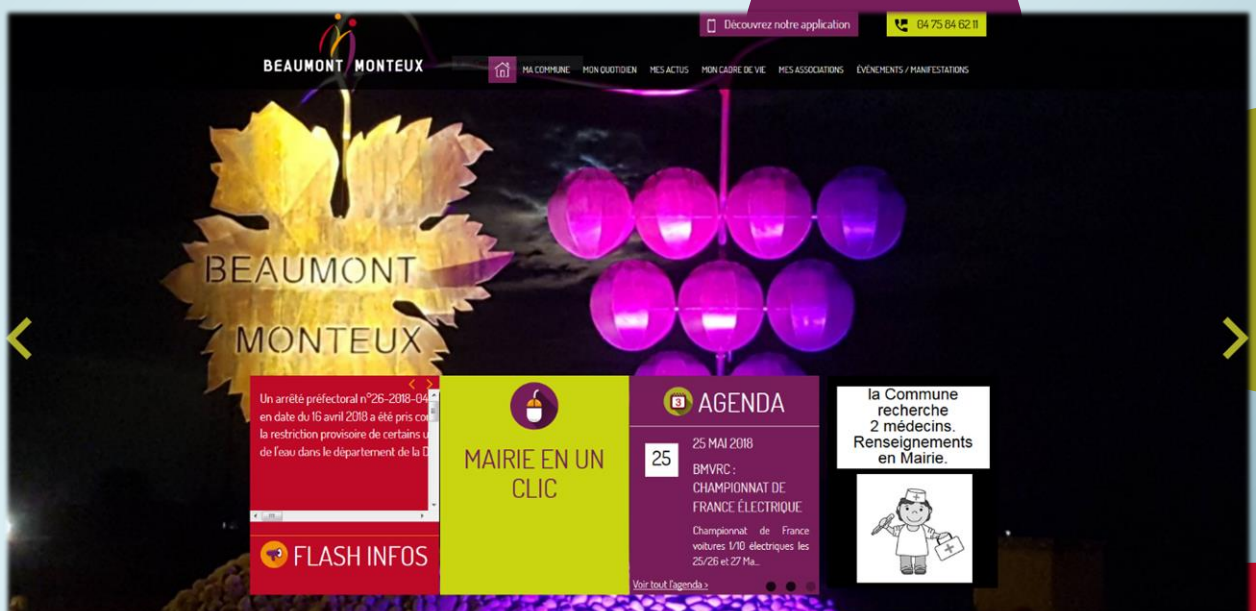 Découvrez notre application
04 75 84 62 11
BEAUMONT MONTEUX
MA COMMUNE MON QUOTIDIEN MES ACTUS MON CADRE DE VIE MES ASSOCIATIONS ÉVÉNEMENTS / MANIFESTATIONS
BEAUMONT
MONTEUX
Un arrêté préfectoral n°26-2018-04
en date du 16 avril 2018 a été pris
la restriction provisoire de certains
de l'eau dans le département de la
FLASH INFOS
MAIRIE EN UN
CLIC
3
AGENDA
25
25 MAI 2018
BMVRC :
CHAMPIONNAT DE
FRANCE ÉLECTRIQUE
Championnat de France
voitures 1/10 électriques les
25/26 et 27 Ma...
Voir tout l'agenda >
la Commune
recherche
2 médecins.
Renseignements
en Mairie.